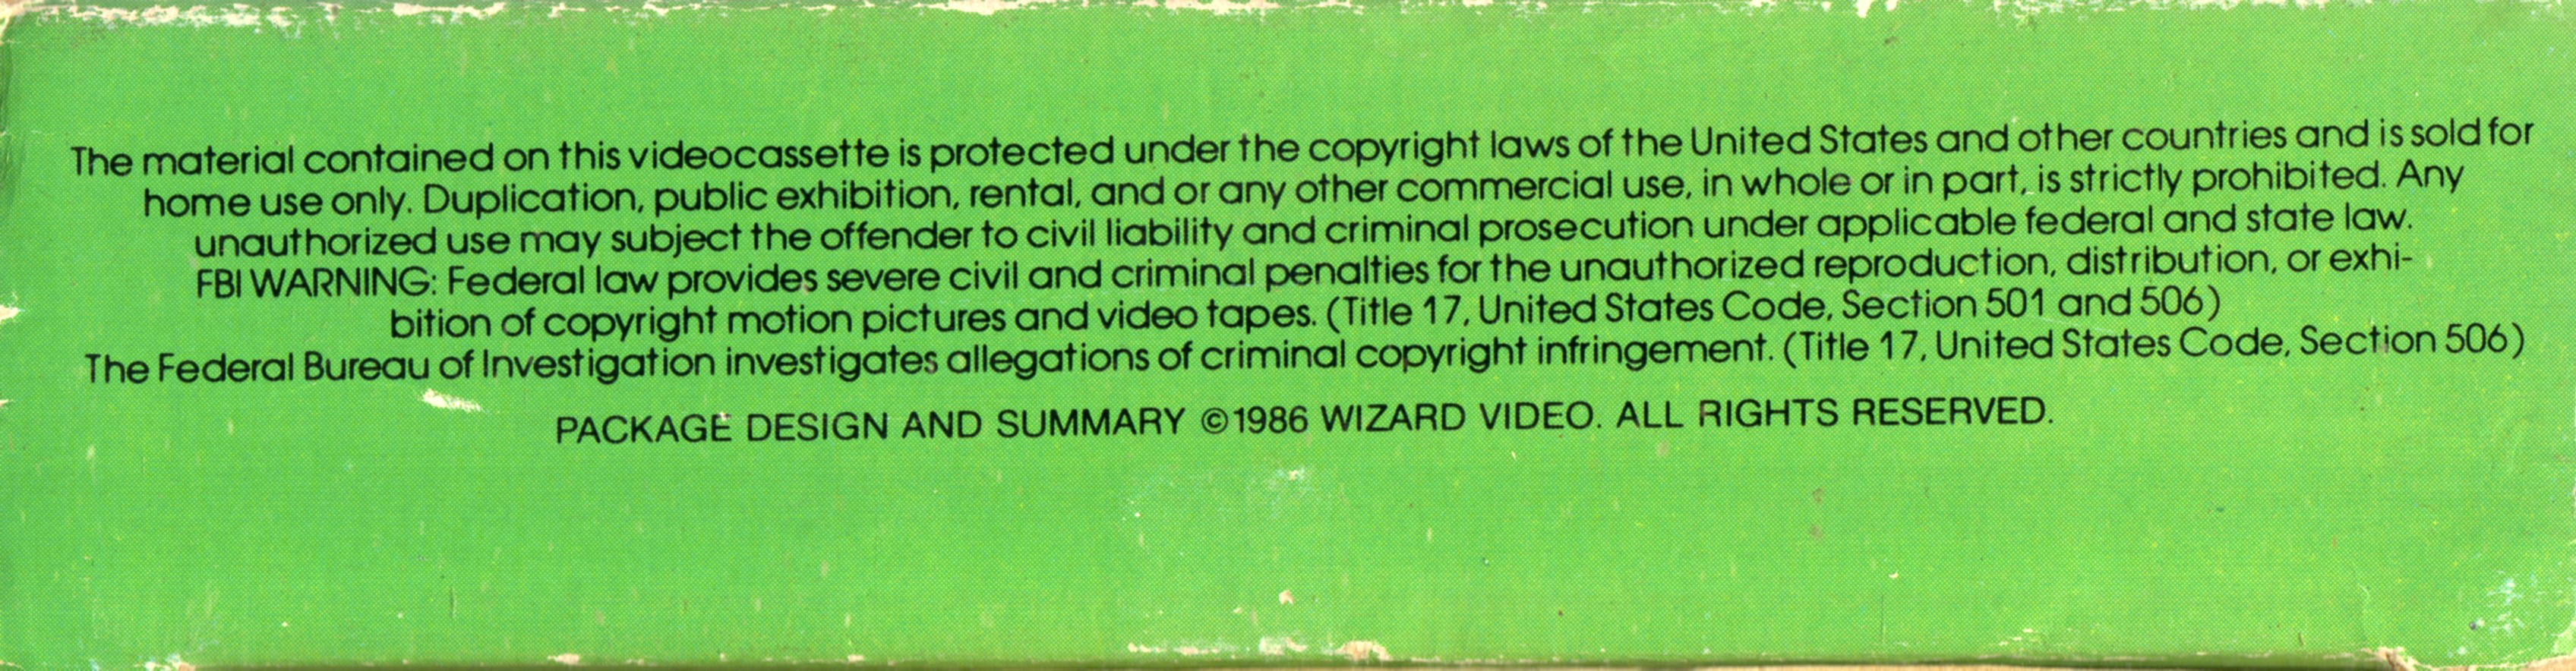 The material contained on this videocassette is protected under the copyright laws of the United States and other countries and is sold for
home use only. Duplication, public exhibition, rental, and or any other commercial use, in whole or in part, is strictly prohibited. Any
unauthorized use may subject the offender to civil liability and criminal prosecution under applicable federal and state law.
FBI WARNING: Federal law provides severe civil and criminal penalties for the unauthorized reproduction, distribution, or exhi-
bition of copyright motion pictures and video tapes. (Title 17, United States Code, Section 501 and 506)
The Federal Bureau of Investigation investigates allegations of criminal copyright infringement. (Title 17, United States Code, Section 506)
PACKAGE DESIGN AND SUMMARY ©1986 WIZARD VIDEO. ALL RIGHTS RESERVED.